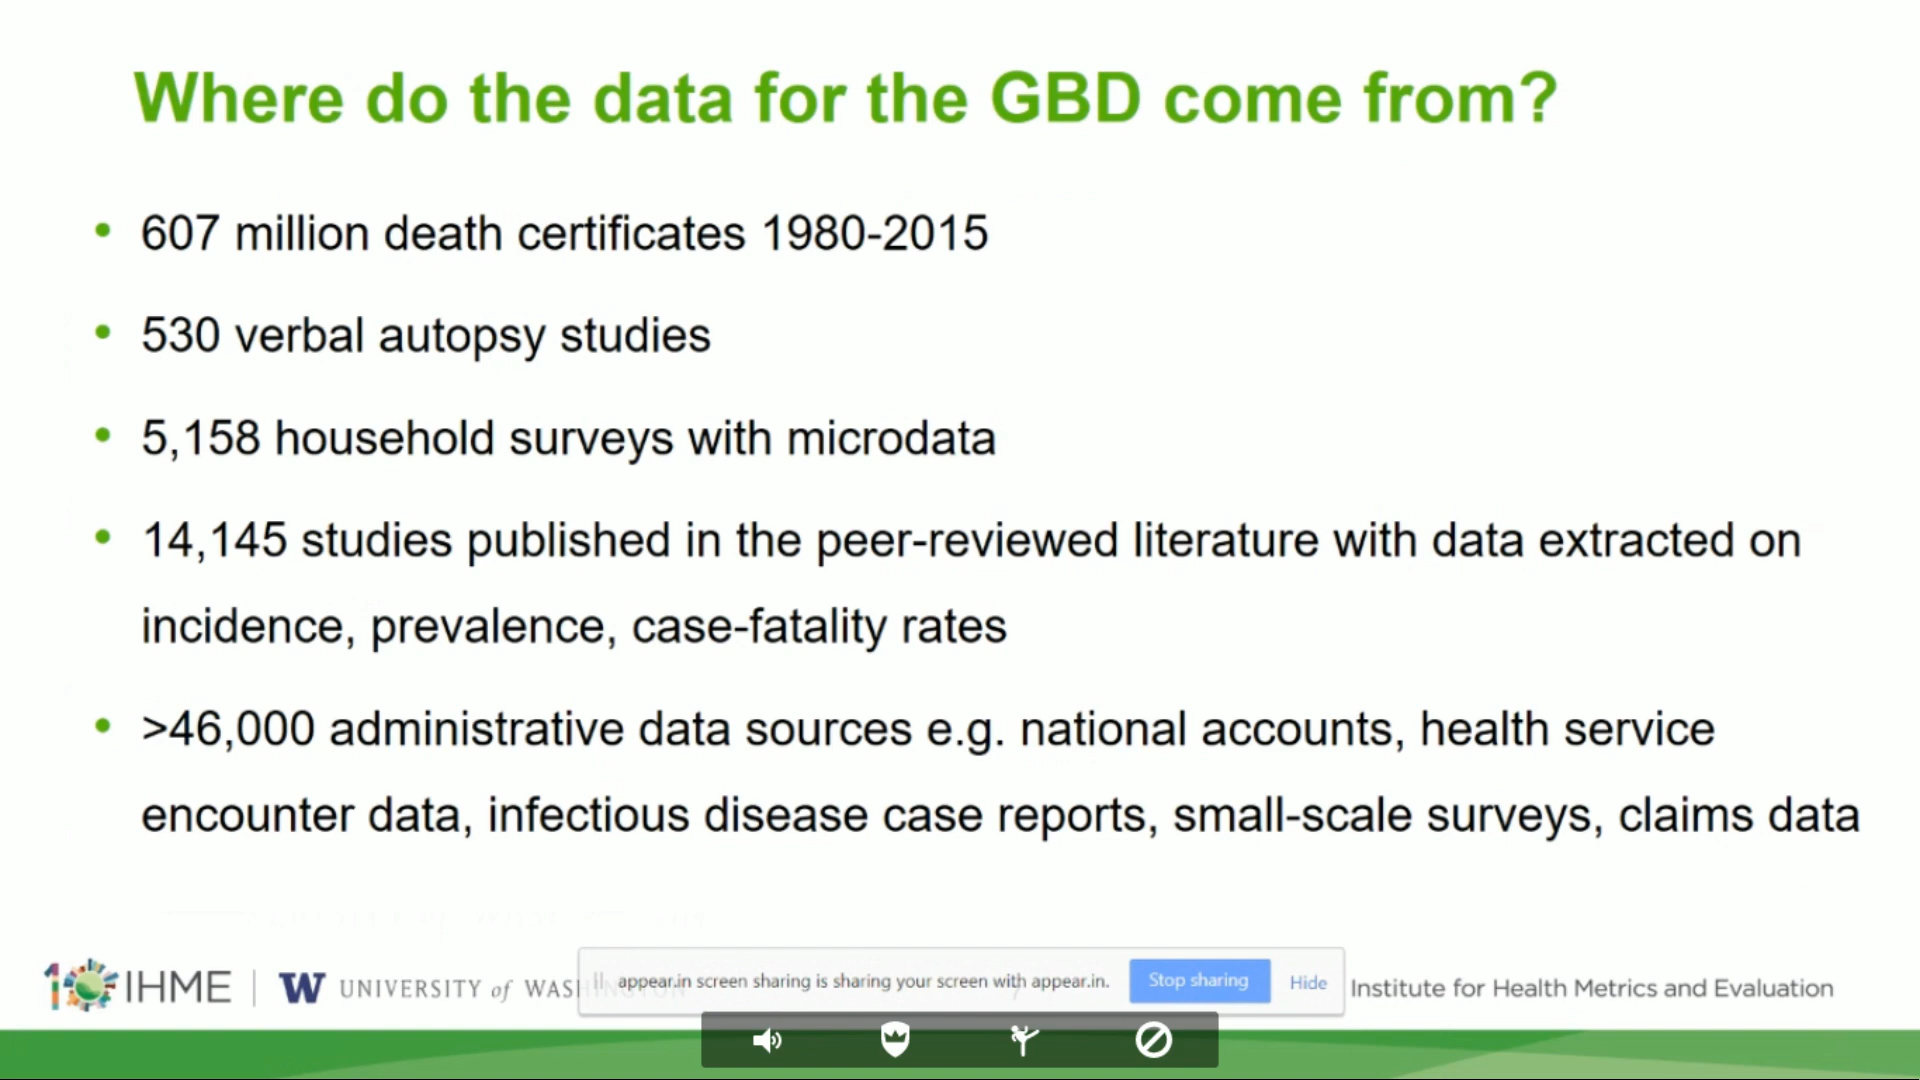 Where do the data for the GBD come from?
• 607 million death certificates 1980-2015
• 530 verbal autopsy studies
• 5,158 household surveys with microdata
• 14,145 studies published in the peer-reviewed literature with data extracted on
incidence, prevalence, case-fatality rates
• >46,000 administrative data sources e.g. national accounts, health service
encounter data, infectious disease case reports, small-scale surveys, claims data
10 IHME | W UNIVERSITY of WASHINGTON
appear.in screen sharing is sharing your screen with appear.in. Stop sharing Hide
Institute for Health Metrics and Evaluation